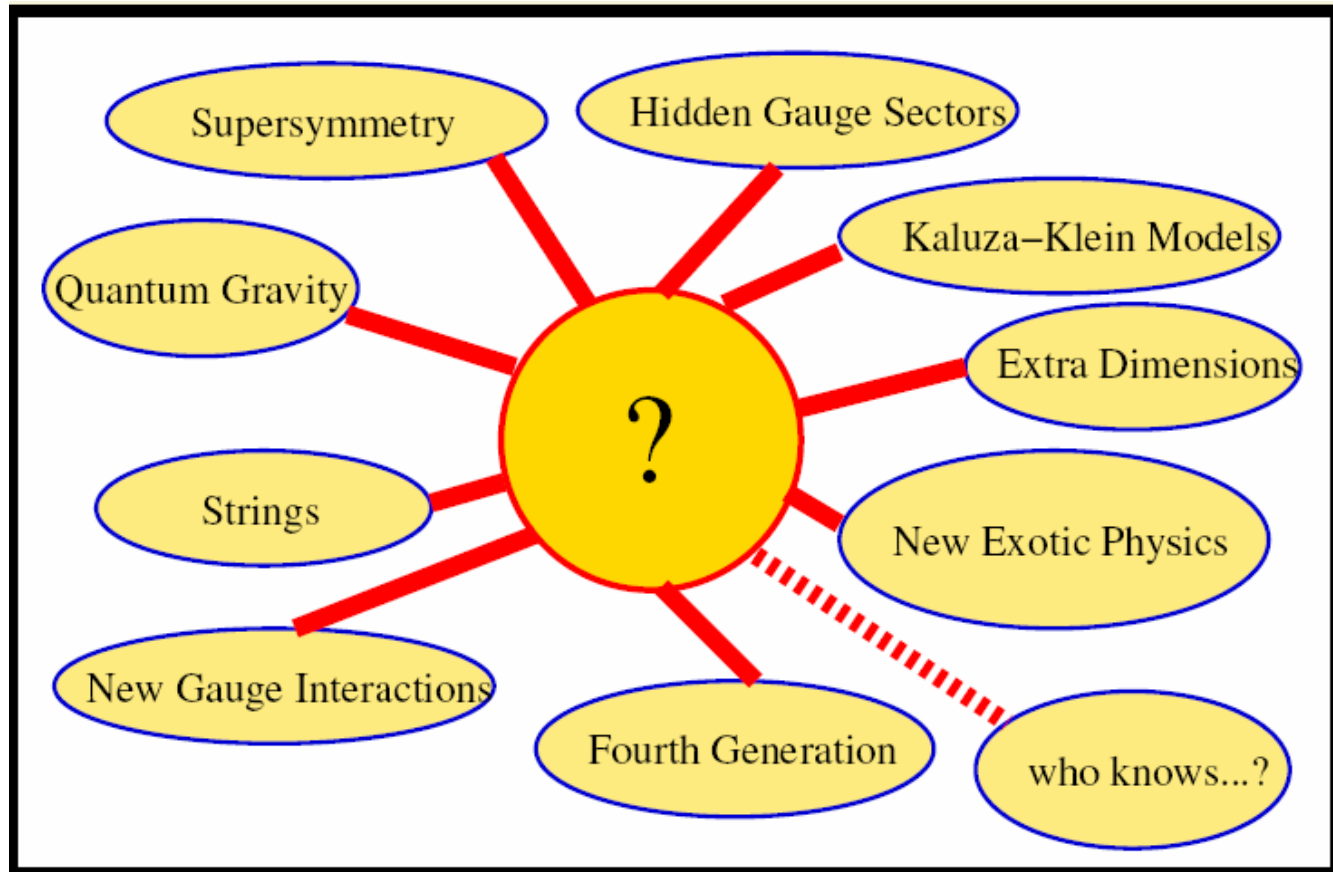 Supersymmetry
Hidden Gauge Sectors
Kaluza–Klein Models
Quantum Gravity
Extra Dimensions
?
Strings
New Exotic Physics
New Gauge Interactions
Fourth Generation
who knows...?